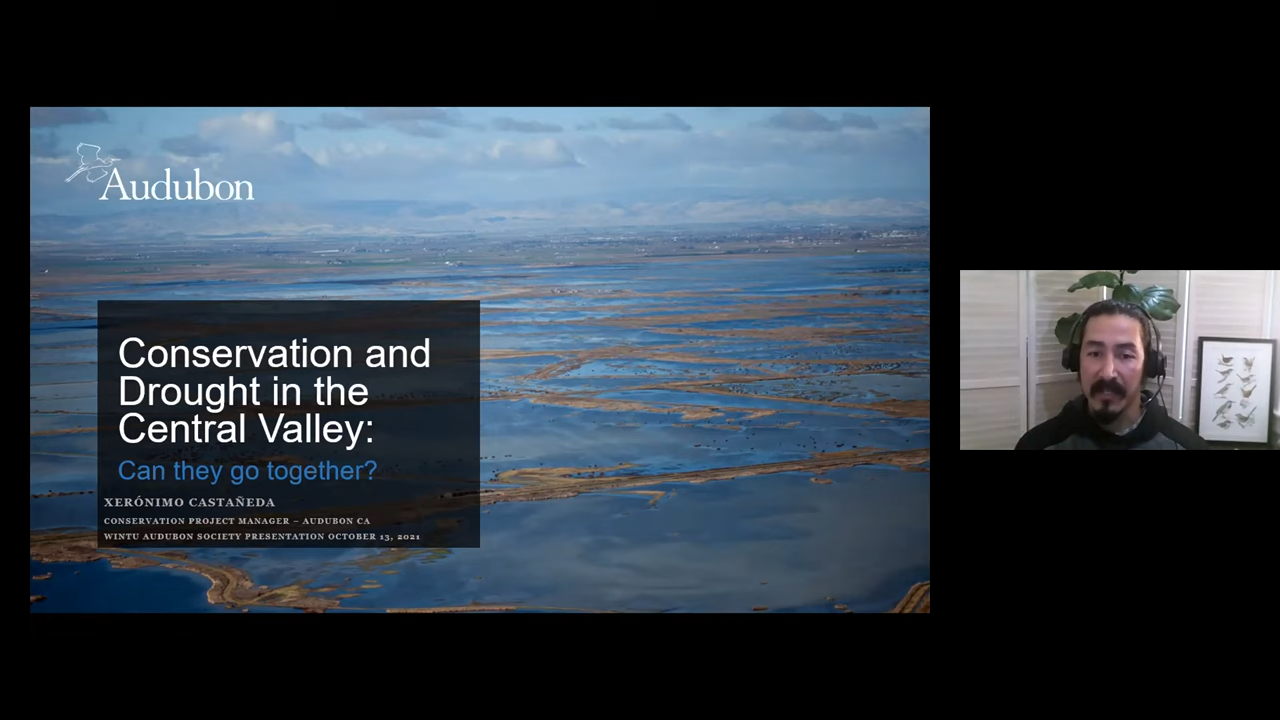 Audubon
Conservation and
Drought in the
Central Valley:
Can they go together?
XERÓNIMO CASTAÑEDA
CONSERVATION PROJECT MANAGER – AUDUBON CA
WINTU AUDUBON SOCIETY PRESENTATION OCTOBER 13, 2021